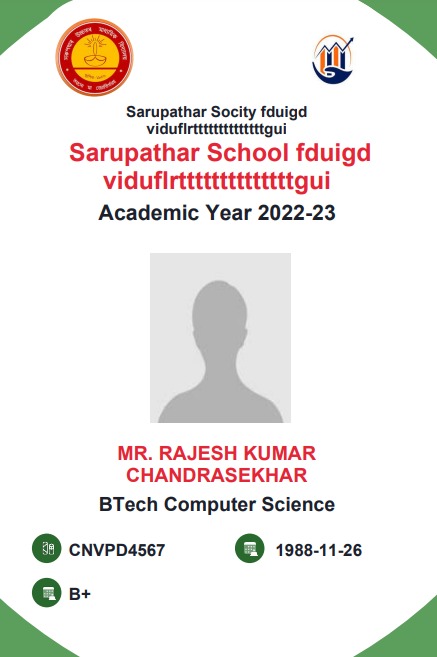 Sarupathar Socity fduigd
viduflrttttttttttttttgui
Sarupathar School fduigd
viduflrttttttttttttttgui
Academic Year 2022-23
MR. RAJESH KUMAR
CHANDRASEKHAR
BTech Computer Science
CNVPD4567
1988-11-26
B+